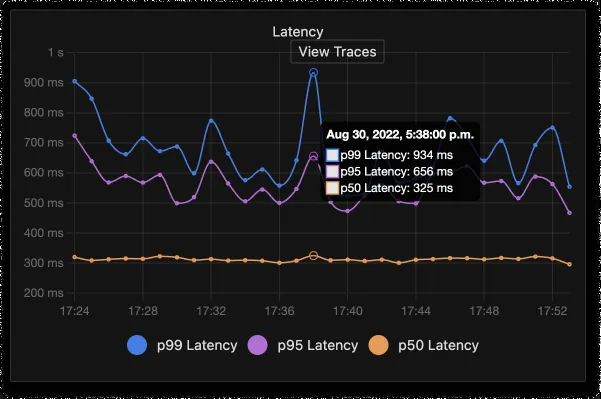 Latency
View Traces
1 s
900 ms
800 ms
700 ms
600 ms
500 ms
400 ms
300 ms
200 ms
Aug 30, 2022, 5:38:00 p.m.
p99 Latency: 934 ms
p95 Latency: 656 ms
p50 Latency: 325 ms
17:24 17:28 17:32 17:36 17:40 17:44 17:48 17:52
p99 Latency p95 Latency p50 Latency